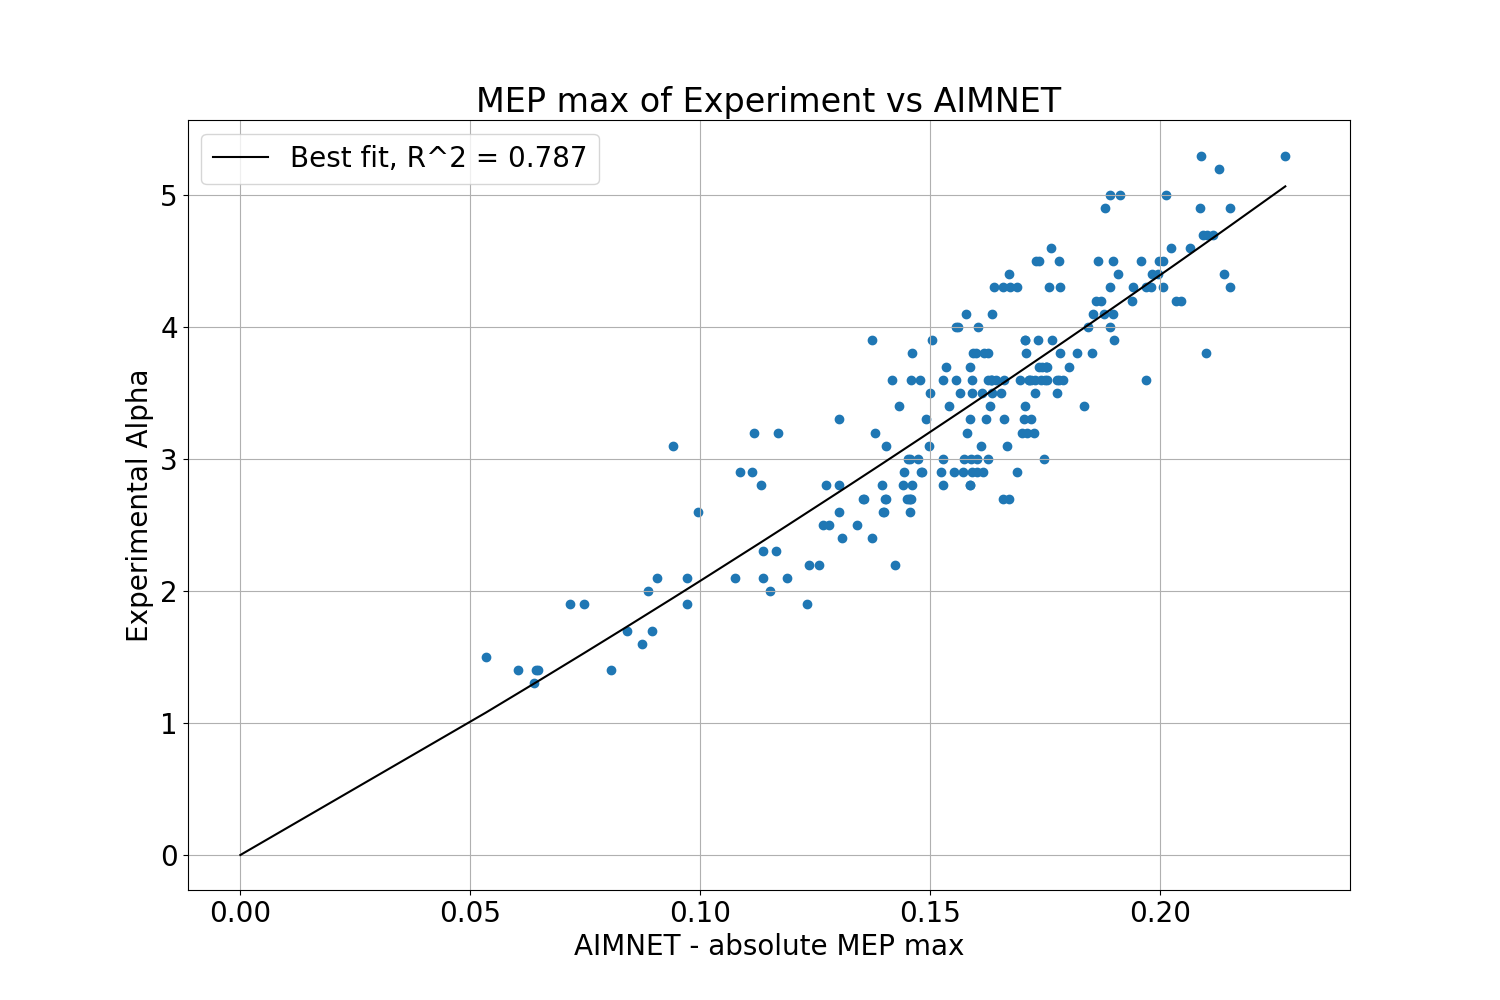 MEP max of Experiment vs AIMNET
Best fit, R^2 = 0.787
Experimental Alpha
5
4
3
2
1
0
0.00 0.05 0.10 0.15 0.20
AIMNET - absolute MEP max